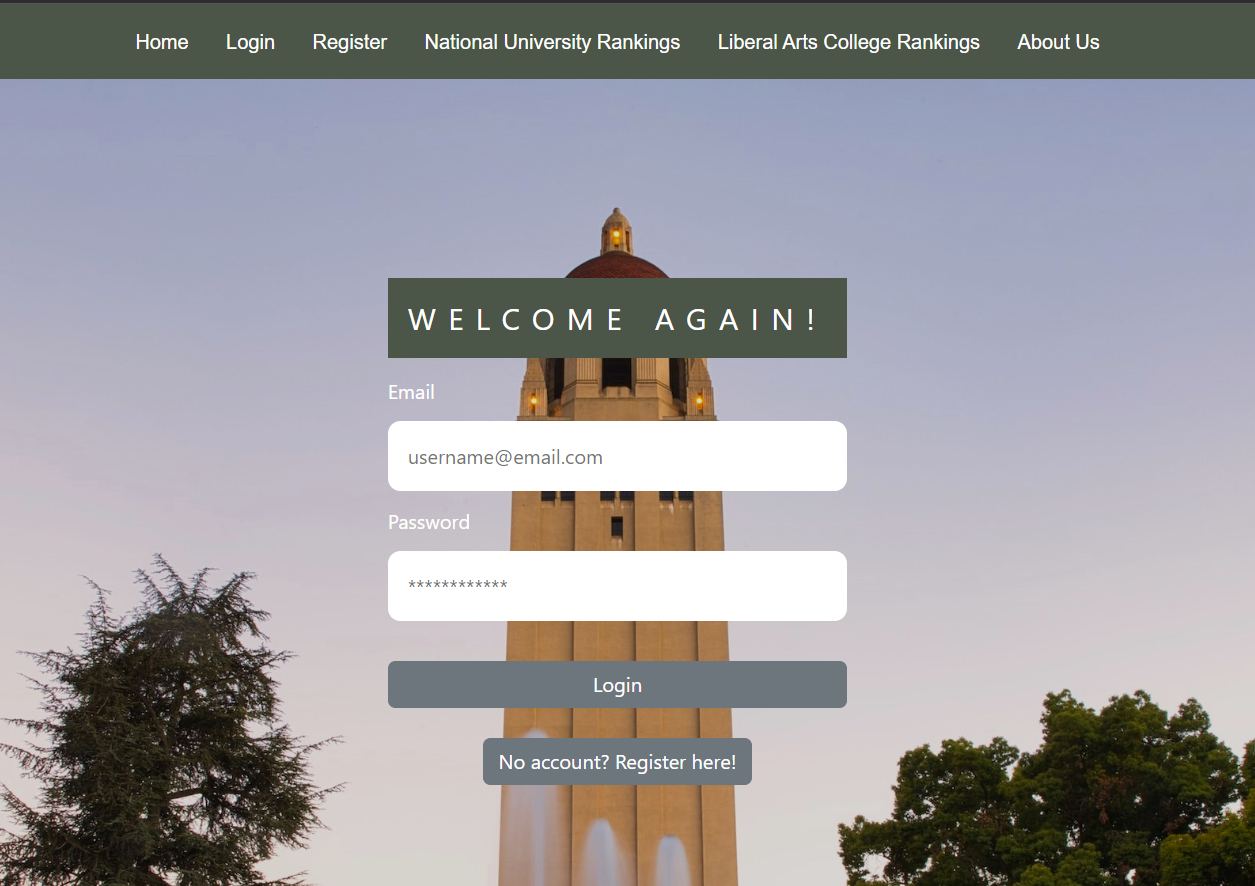 Home Login Register National University Rankings Liberal Arts College Rankings About Us
WELCOME AGAIN!
Email
username@email.com
Password
************
Login
No account? Register here!